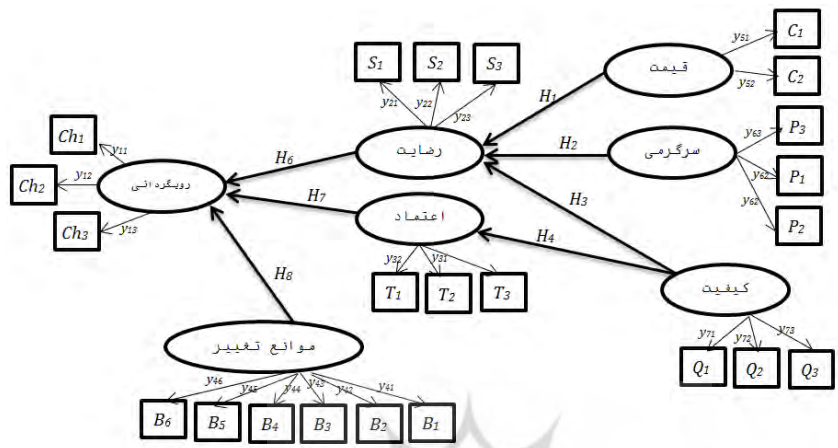 C1
y51
قیمت
y52
C2
S1
S2
S3
y21
y22
y23
H1
P3
y63
سرگرمی
H2
رضایت
P1
y62
y62
P2
Ch1
y11
H6
رویگردانی
Ch2
y12
Ch3
y13
H7
اعتماد
H3
H4
y32
y31
T1
T2
T3
H8
کیفیت
y71
y72
y73
Q1
Q2
Q3
موانع تغییر
y46
y45
y44
y43
y42
y41
B6
B5
B4
B3
B2
B1